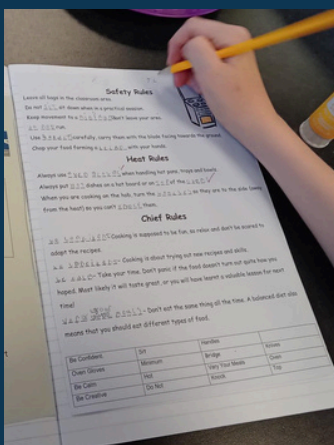 Safety Rules
Leave all bags in the classroom area.
Do not sit down when in a practical session.
Keep movement to a minimum. Don't leave your area.
do not run.
Use knives carefully, carry them with the blade facing towards the ground.
Chop your food forming a bridge with your hands.
Heat Rules
Always use oven gloves when handling hot pans, trays and bowls.
Always put hot dishes on a hot board or on top of the oven
When you are cooking on the hob, turn the handles so they are to the side (away
from the heat) so you can't knock them.
Chief Rules
be confident- Cooking is supposed to be fun, so relax and don't be scared to
adapt the recipes.
be creative- Cooking is about trying out new recipes and skills.
be calm- Take your time. Don't panic if the food doesn't turn out quite how you
hoped. Most likely it will taste great, or you will have learnt a valuable lesson for next
time!
vary your meals- Don't eat the same thing all the time. A balanced diet also
means that you should eat different types of food.
Be Confident Sit Handles Knives
Oven Gloves Minimum Bridge Oven
Be Calm Hot Vary Your Meals Top
Be Creative Do Not Knock